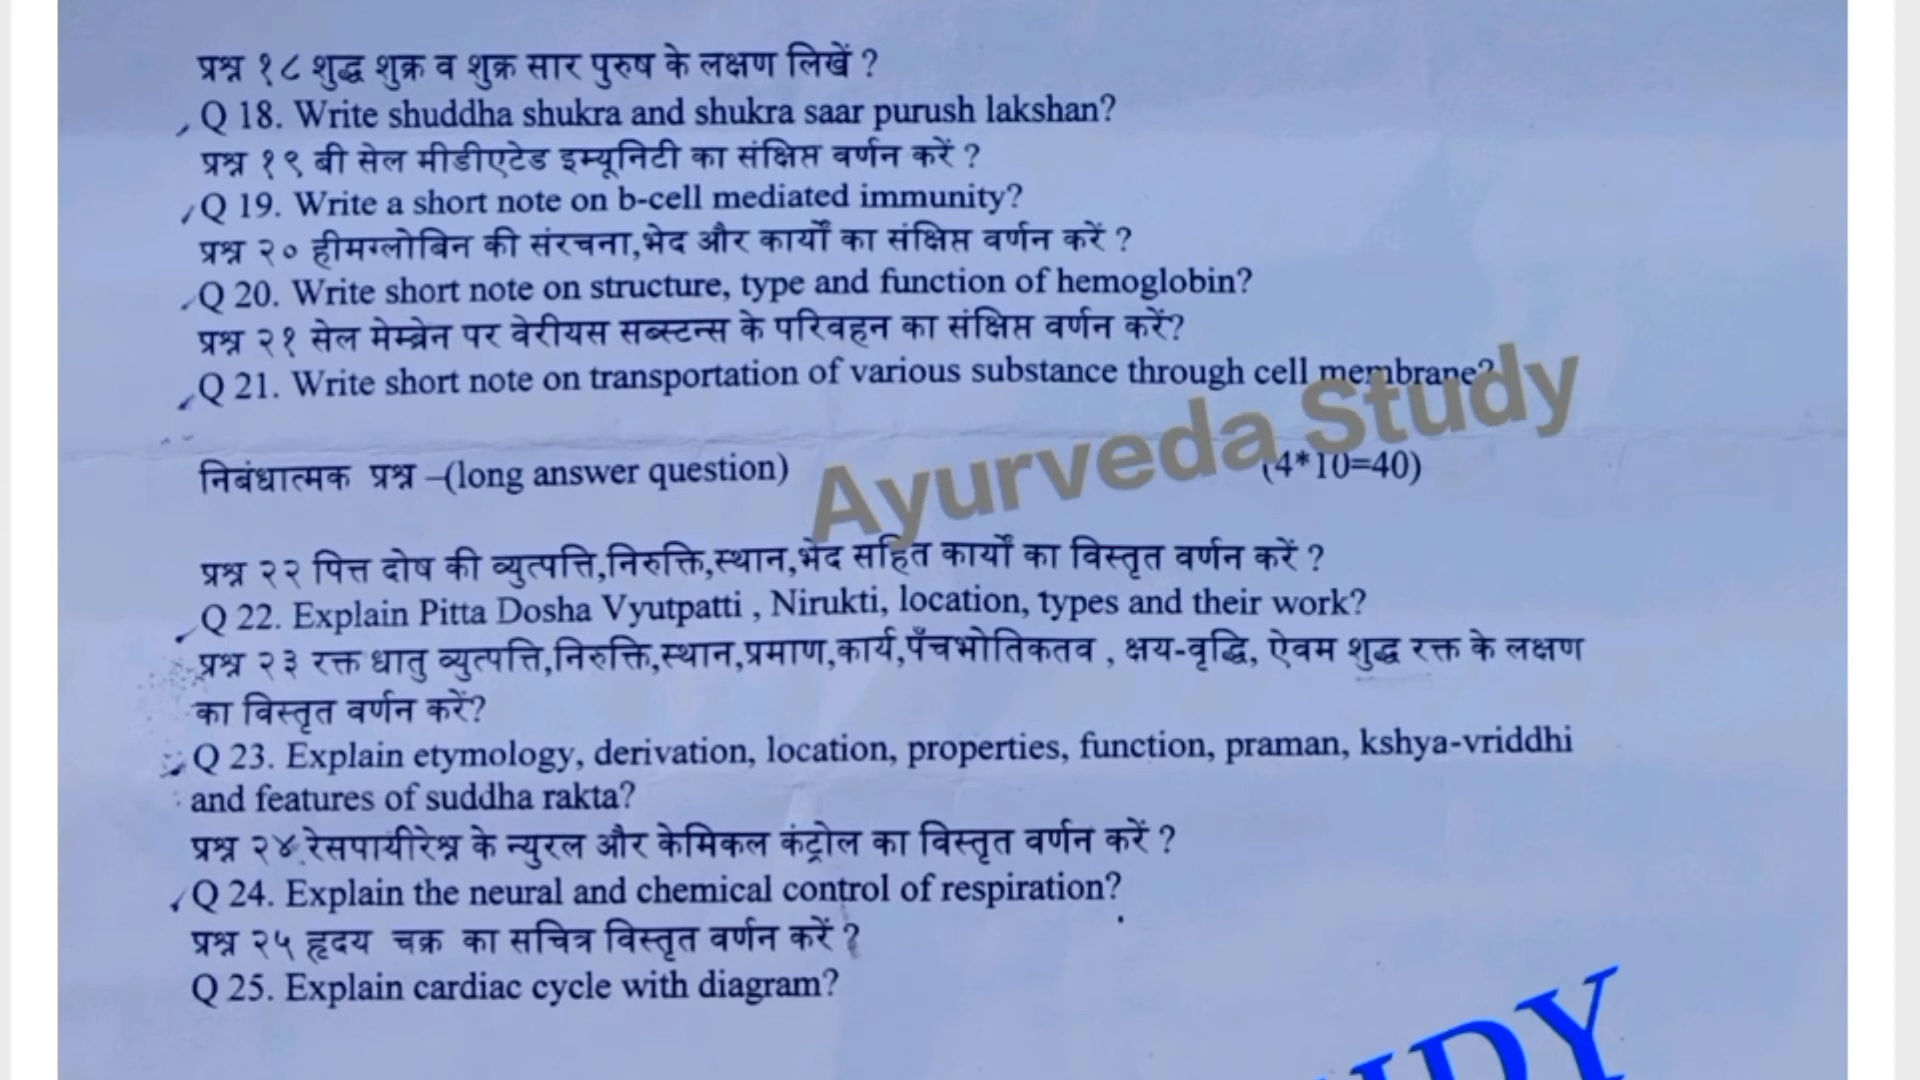 प्रश्न १८ शुद्ध शुक्र व शुक्र सार पुरुष के लक्षण लिखें ?
Q 18. Write shuddha shukra and shukra saar purush lakshan?
प्रश्न १९ बी सेल मीडीएटेड इम्यूनिटी का संक्षिप्त वर्णन करें ?
Q 19. Write a short note on b-cell mediated immunity?
प्रश्न २० हीमग्लोबिन की संरचना,भेद और कार्यों का संक्षिप्त वर्णन करें ?
Q 20. Write short note on structure, type and function of hemoglobin?
प्रश्न २१ सेल मेम्ब्रेन पर वेरीयस सब्स्टन्स के परिवहन का संक्षिप्त वर्णन करें?
Q 21. Write short note on transportation of various substance through cell membrane?
Ayurveda Study
निबंधात्मक प्रश्न –(long answer question) (4*10=40)
प्रश्न २२ पित्त दोष की व्युत्पत्ति,निरुक्ति,स्थान,भेद सहित कार्यों का विस्तृत वर्णन करें ?
Q 22. Explain Pitta Dosha Vyutpatti , Nirukti, location, types and their work?
प्रश्न २३ रक्त धातु व्युत्पत्ति,निरुक्ति,स्थान,प्रमाण,कार्य,पँचभोतिकतव , क्षय-वृद्धि, ऐवम शुद्ध रक्त के लक्षण
का विस्तृत वर्णन करें?
Q 23. Explain etymology, derivation, location, properties, function, praman, kshya-vriddhi
and features of suddha rakta?
प्रश्न २४ रेसपायीरेश्न के न्युरल और केमिकल कंट्रोल का विस्तृत वर्णन करें ?
Q 24. Explain the neural and chemical control of respiration?
प्रश्न २५ हृदय चक्र का सचित्र विस्तृत वर्णन करें ?
Q 25. Explain cardiac cycle with diagram?